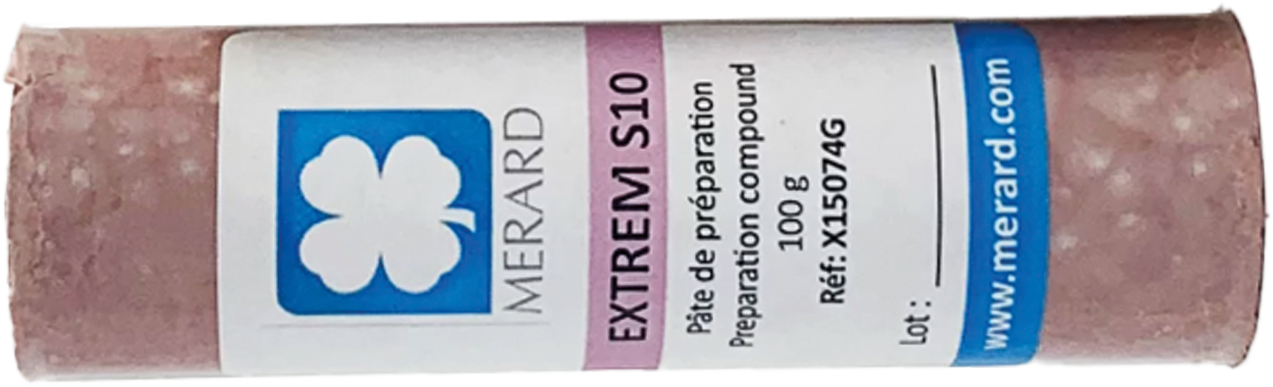 MERARD
EXTREM S10
Pâte de préparation
Preparation compound
100 g
Réf: X15074G
Lot :
www.merard.com